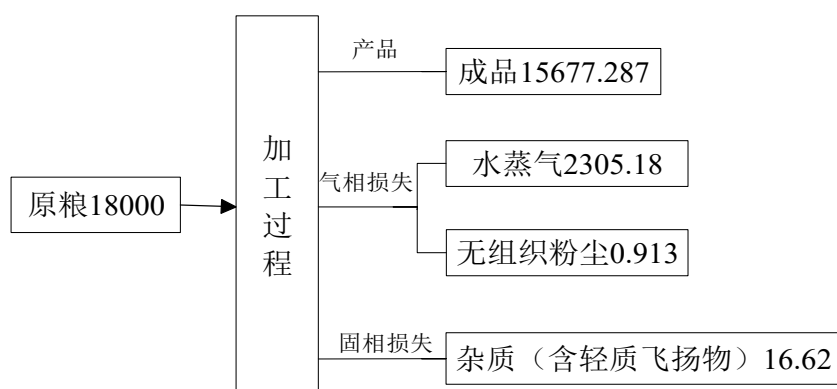 原粮18000
加工过程
产品
成品15677.287
气相损失
水蒸气2305.18
无组织粉尘0.913
固相损失
杂质（含轻质飞扬物）16.62